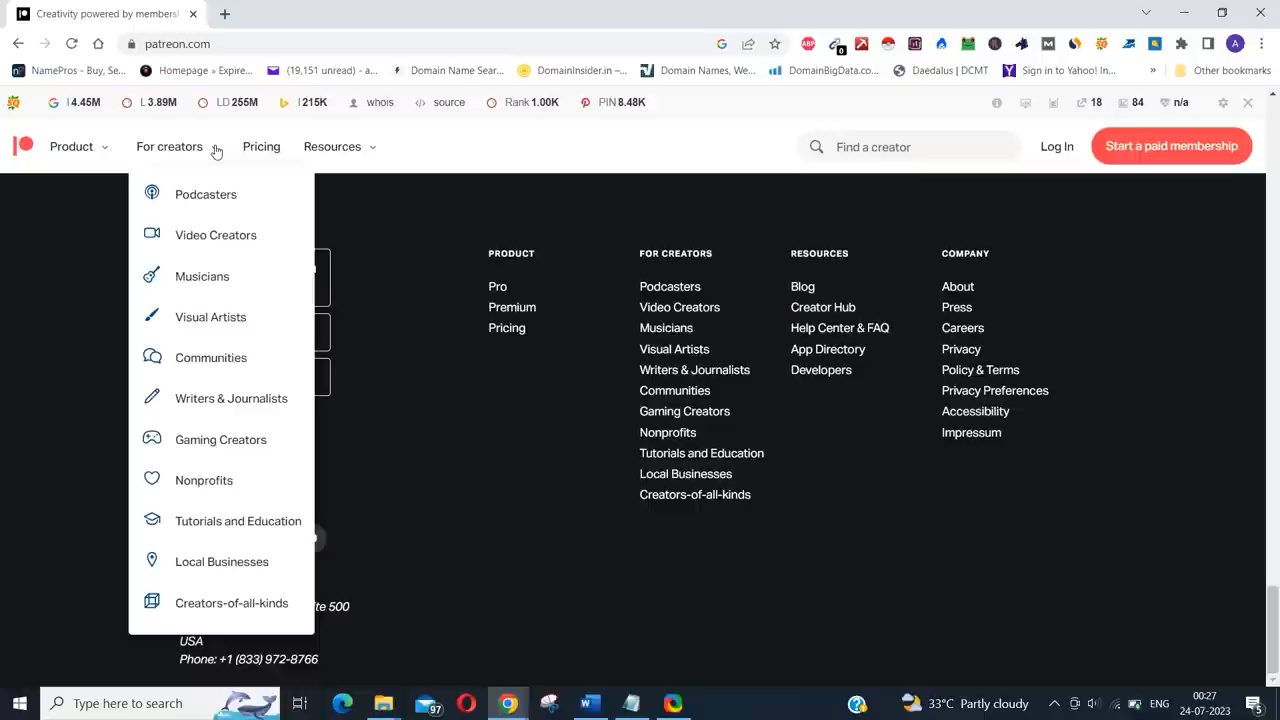 Creativity powered by membersh
patreon.com
0
ABP
M
A
NamePros - Buy, Se...
Homepage » Expire...
(19,151 unread) - a...
Domain Name Sear...
DomainInsider.in –...
Domain Names, We...
DomainBigData.co...
Daedalus | DCMT
Sign in to Yahoo! In...
»
Other bookmarks
I 4.45M
L 3.89M
LD 255M
I 215K
whois
source
Rank 1.00K
PIN 8.48K
18
84
n/a
Product
For creators
Pricing
Resources
Find a creator
Log In
Start a paid membership
Podcasters
Video Creators
Musicians
Visual Artists
Communities
Writers & Journalists
Gaming Creators
Nonprofits
Tutorials and Education
Local Businesses
Creators-of-all-kinds
PRODUCT
Pro
Premium
Pricing
FOR CREATORS
Podcasters
Video Creators
Musicians
Visual Artists
Writers & Journalists
Communities
Gaming Creators
Nonprofits
Tutorials and Education
Local Businesses
Creators-of-all-kinds
RESOURCES
Blog
Creator Hub
Help Center & FAQ
App Directory
Developers
COMPANY
About
Press
Careers
Privacy
Policy & Terms
Privacy Preferences
Accessibility
Impressum
500
USA
Phone: +1 (833) 972-8766
Type here to search
97
33°C Partly cloudy
ENG
00:27
24-07-2023
5